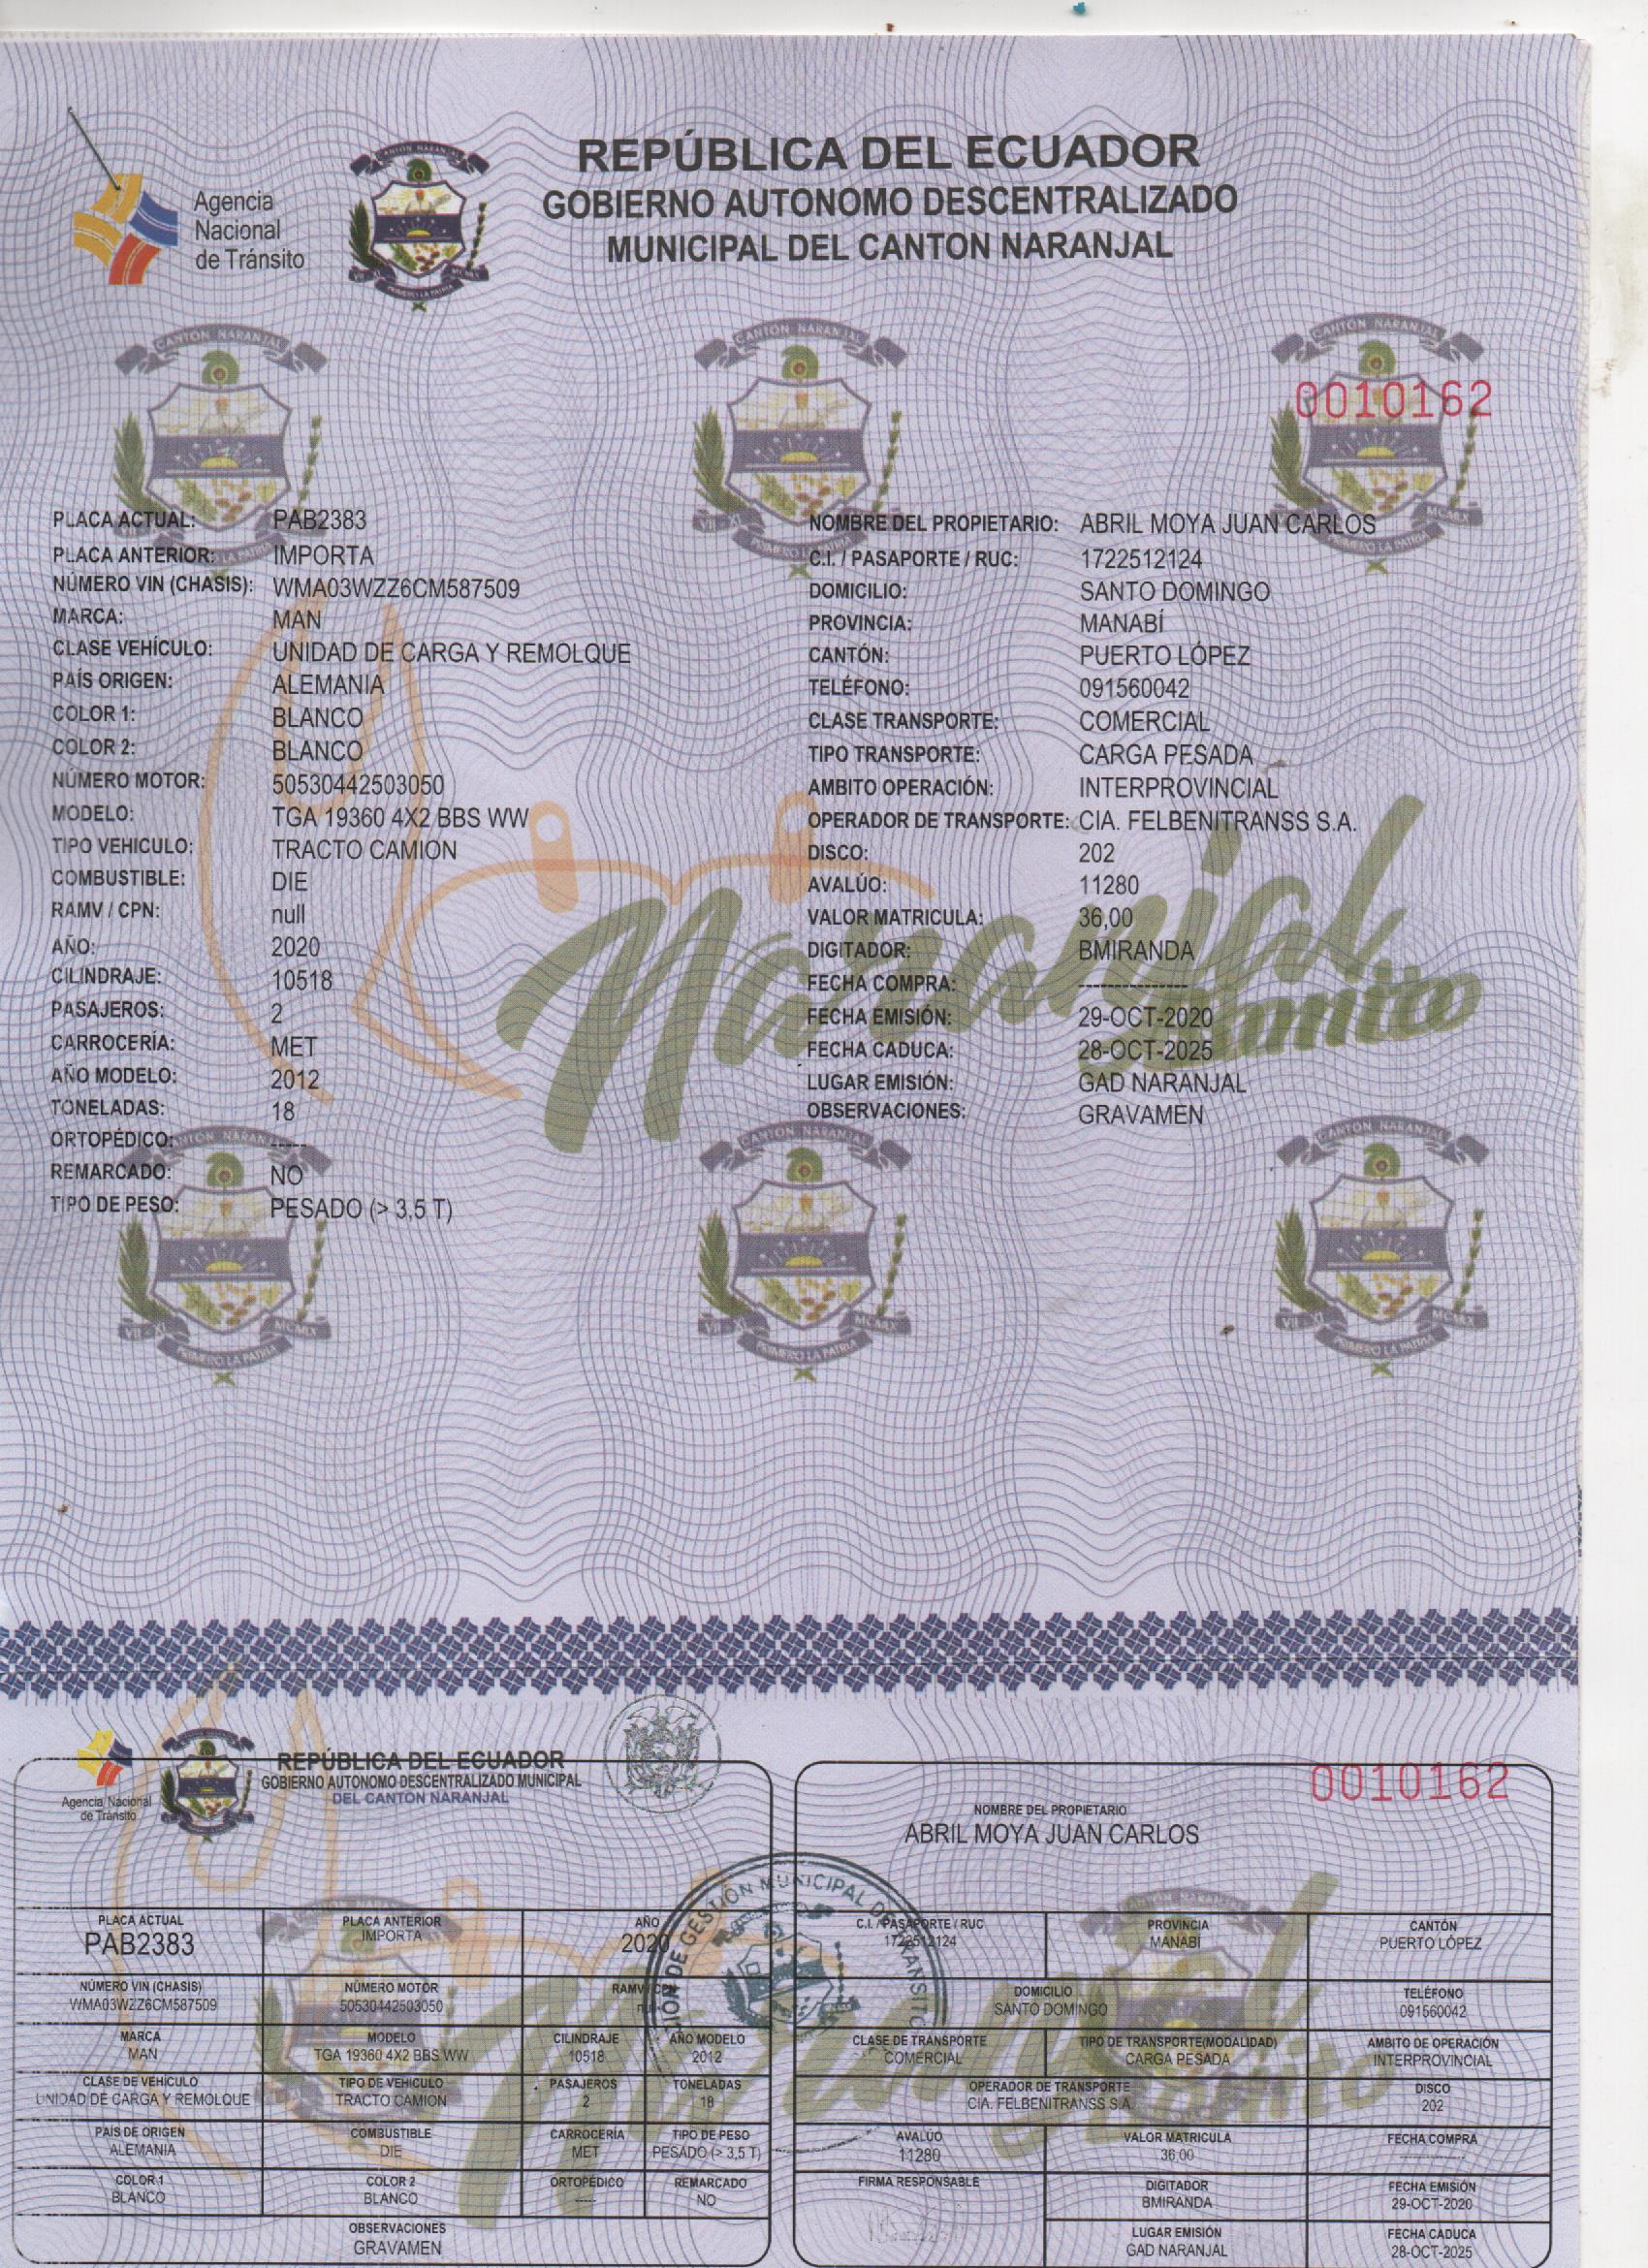 Agencia
Nacional
de Tránsito
REPÚBLICA DEL ECUADOR
GOBIERNO AUTONOMO DESCENTRALIZADO
MUNICIPAL DEL CANTON NARANJAL
CANTÓN NARANJAL
0010162
PLACA ACTUAL: PAB2383
PLACA ANTERIOR: IMPORTA
NÚMERO VIN (CHASIS): WMA03WZZ6CM587509
MARCA: MAN
CLASE VEHÍCULO: UNIDAD DE CARGA Y REMOLQUE
PAÍS ORIGEN: ALEMANIA
COLOR 1: BLANCO
COLOR 2: BLANCO
NÚMERO MOTOR: 50530442503050
MODELO: TGA 19360 4X2 BBS WW
TIPO VEHICULO: TRACTO CAMION
COMBUSTIBLE: DIE
RAMV / CPN: null
AÑO: 2020
CILINDRAJE: 10518
PASAJEROS: 2
CARROCERÍA: MET
AÑO MODELO: 2012
TONELADAS: 18
ORTOPÉDICO: -----
REMARCADO: NO
TIPO DE PESO: PESADO (> 3,5 T)
NOMBRE DEL PROPIETARIO: ABRIL MOYA JUAN CARLOS
C.I. / PASAPORTE / RUC: 1722512124
DOMICILIO: SANTO DOMINGO
PROVINCIA: MANABÍ
CANTÓN: PUERTO LÓPEZ
TELÉFONO: 091560042
CLASE TRANSPORTE: COMERCIAL
TIPO TRANSPORTE: CARGA PESADA
AMBITO OPERACIÓN: INTERPROVINCIAL
OPERADOR DE TRANSPORTE: CIA. FELBENITRANSS S.A.
DISCO: 202
AVALÚO: 11280
VALOR MATRICULA: 36,00
DIGITADOR: BMIRANDA
FECHA COMPRA: ---------------
FECHA EMISIÓN: 29-OCT-2020
FECHA CADUCA: 28-OCT-2025
LUGAR EMISIÓN: GAD NARANJAL
OBSERVACIONES: GRAVAMEN
Naranjal
PRIMERO LA PATRIA
Agencia Nacional
de Tránsito
REPÚBLICA DEL ECUADOR
GOBIERNO AUTONOMO DESCENTRALIZADO MUNICIPAL
DEL CANTON NARANJAL
PLACA ACTUAL PLACA ANTERIOR AÑO
PAB2383 IMPORTA 2020
NÚMERO VIN (CHASIS) NÚMERO MOTOR
WMA03WZZ6CM587509 50530442503050
MARCA MODELO CILINDRAJE AÑO MODELO
MAN TGA 19360 4X2 BBS WW 10518 2012
CLASE DE VEHÍCULO TIPO DE VEHICULO PASAJEROS TONELADAS
UNIDAD DE CARGA Y REMOLQUE TRACTO CAMION 2 18
PAÍS DE ORIGEN COMBUSTIBLE CARROCERÍA TIPO DE PESO
ALEMANIA DIE MET PESADO (> 3,5 T)
COLOR 1 COLOR 2 ORTOPÉDICO REMARCADO
BLANCO BLANCO ----- NO
OBSERVACIONES
GRAVAMEN
0010162
NOMBRE DEL PROPIETARIO
ABRIL MOYA JUAN CARLOS
C.I. / PASAPORTE / RUC PROVINCIA CANTÓN
1722512124 MANABÍ PUERTO LÓPEZ
DOMICILIO TELÉFONO
SANTO DOMINGO 091560042
CLASE DE TRANSPORTE TIPO DE TRANSPORTE(MODALIDAD) AMBITO DE OPERACIÓN
COMERCIAL CARGA PESADA INTERPROVINCIAL
OPERADOR DE TRANSPORTE DISCO
CIA. FELBENITRANSS S.A. 202
AVALÚO VALOR MATRICULA FECHA COMPRA
11280 36,00 ---------------
FIRMA RESPONSABLE DIGITADOR FECHA EMISIÓN
BMIRANDA 29-OCT-2020
LUGAR EMISIÓN FECHA CADUCA
GAD NARANJAL 28-OCT-2025
DE GESTIÓN MUNICIPAL DE TRANSITO